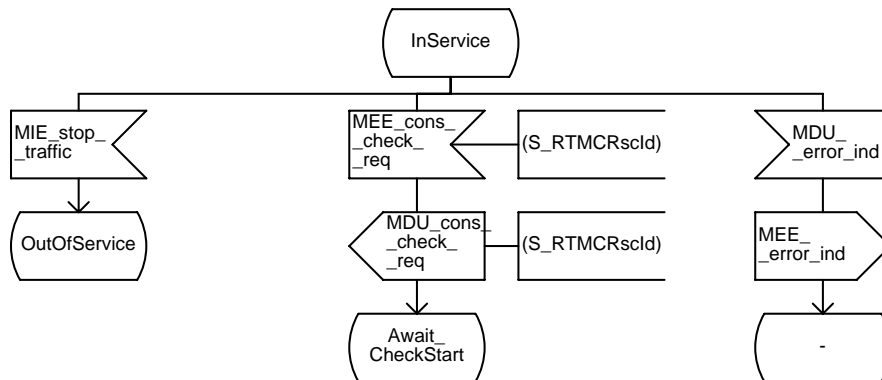 InService
MIE_stop_
_traffic
MEE_cons_
_check_
_req
(S_RTMCRscId)
MDU_
_error_ind
OutOfService
MDU_cons_
_check_
_req
(S_RTMCRscId)
MEE_
_error_ind
Await_
CheckStart
-